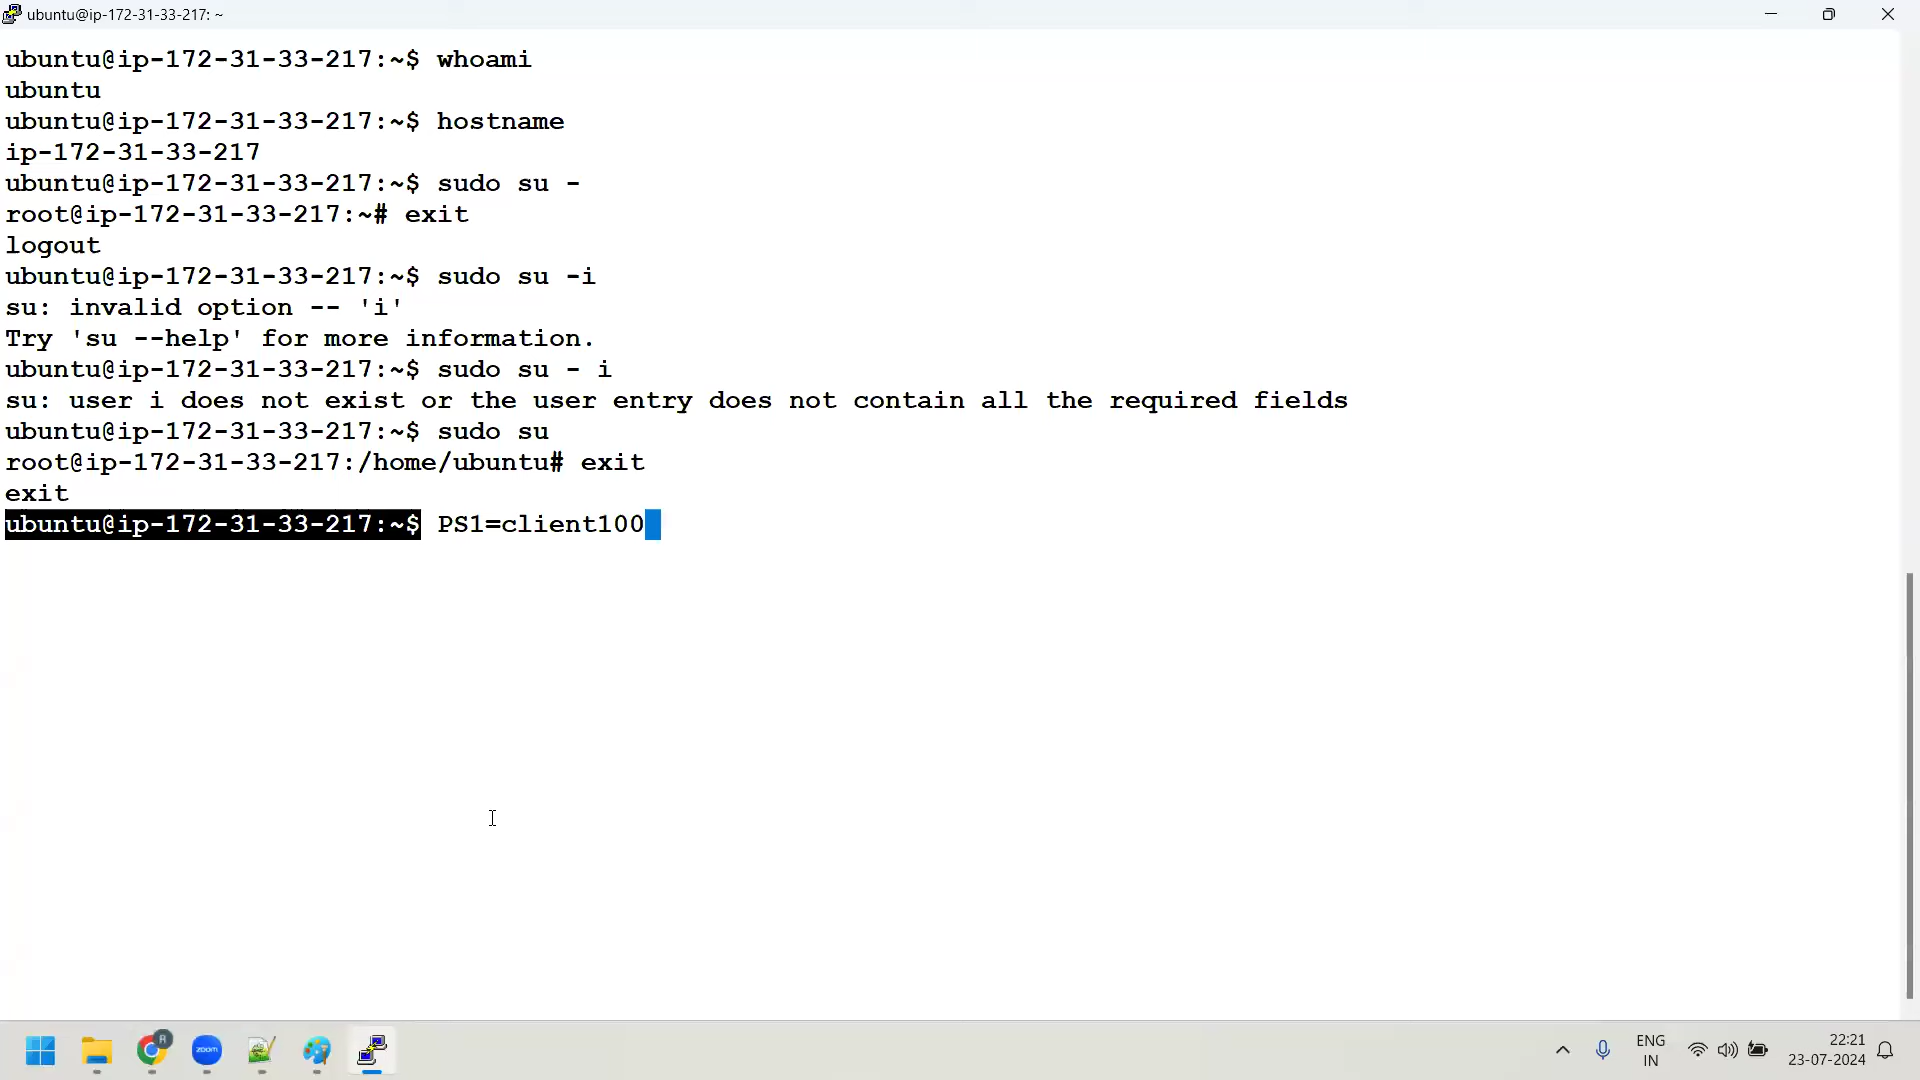 ubuntu@ip-172-31-33-217: ~
ubuntu@ip-172-31-33-217:~$ whoami
ubuntu
ubuntu@ip-172-31-33-217:~$ hostname
ip-172-31-33-217
ubuntu@ip-172-31-33-217:~$ sudo su -
root@ip-172-31-33-217:~# exit
logout
ubuntu@ip-172-31-33-217:~$ sudo su -i
su: invalid option -- 'i'
Try 'su --help' for more information.
ubuntu@ip-172-31-33-217:~$ sudo su - i
su: user i does not exist or the user entry does not contain all the required fields
ubuntu@ip-172-31-33-217:~$ sudo su
root@ip-172-31-33-217:/home/ubuntu# exit
exit
ubuntu@ip-172-31-33-217:~$ PS1=client100
R
zoom
ENG
IN
22:21
23-07-2024